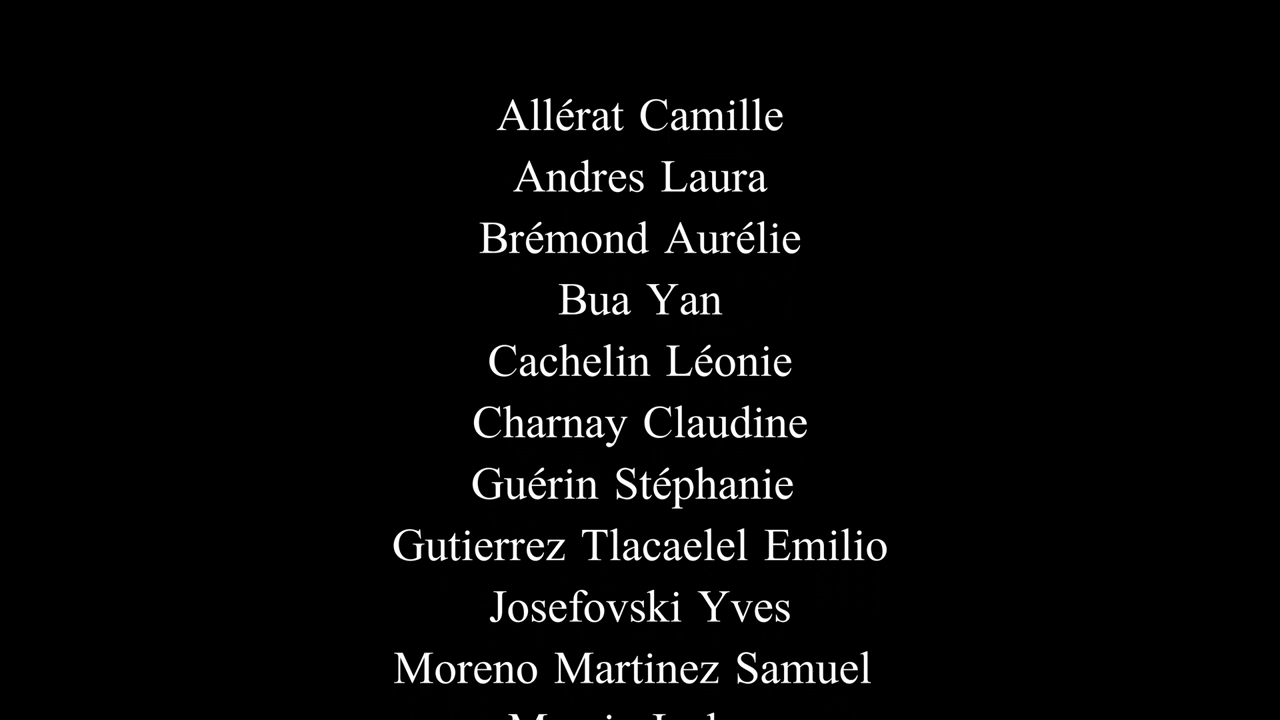 Allérat Camille
Andres Laura
Brémond Aurélie
Bua Yan
Cachelin Léonie
Charnay Claudine
Guérin Stéphanie
Gutierrez Tlacaelel Emilio
Josefovski Yves
Moreno Martinez Samuel